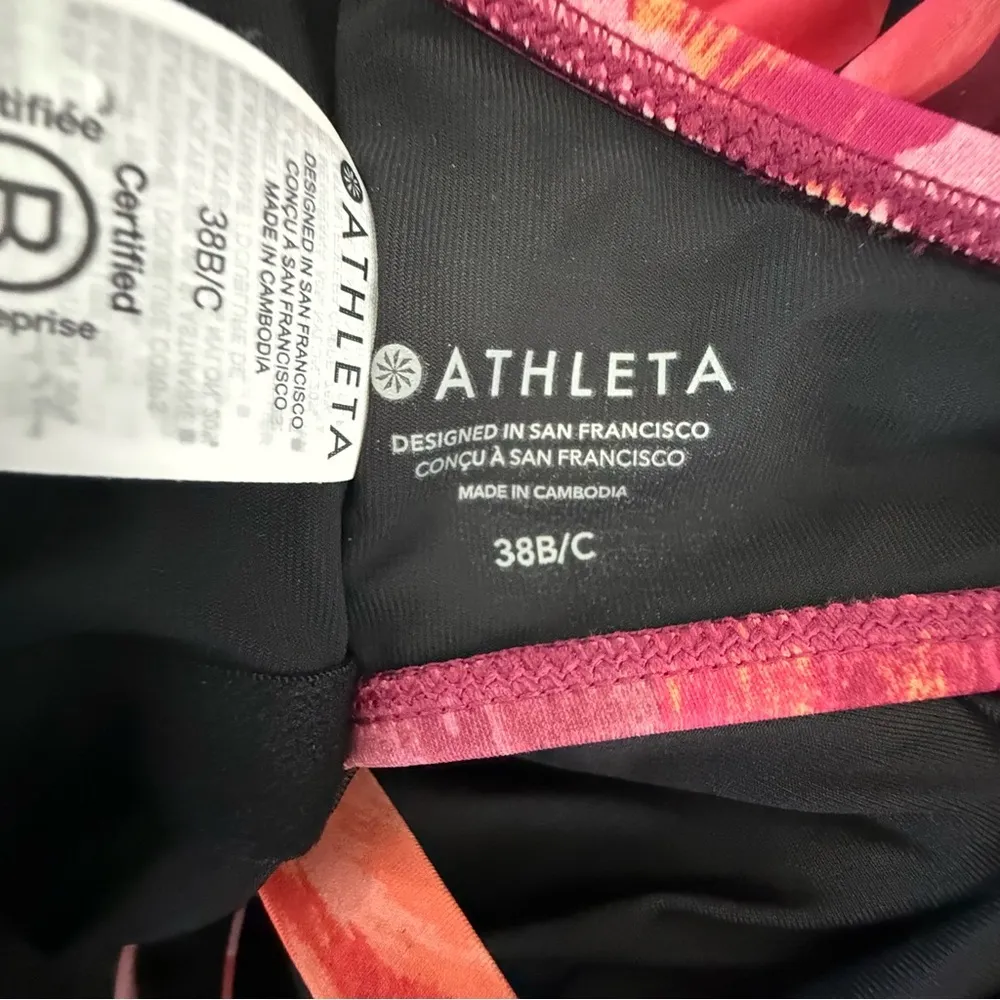 tifiée
B
Certified
eprise
38B/C
ATHLETA
DESIGNED IN SAN FRANCISCO
CONÇU À SAN FRANCISCO
MADE IN CAMBODIA
ATHLETA
DESIGNED IN SAN FRANCISCO
CONÇU À SAN FRANCISCO
MADE IN CAMBODIA
38B/C